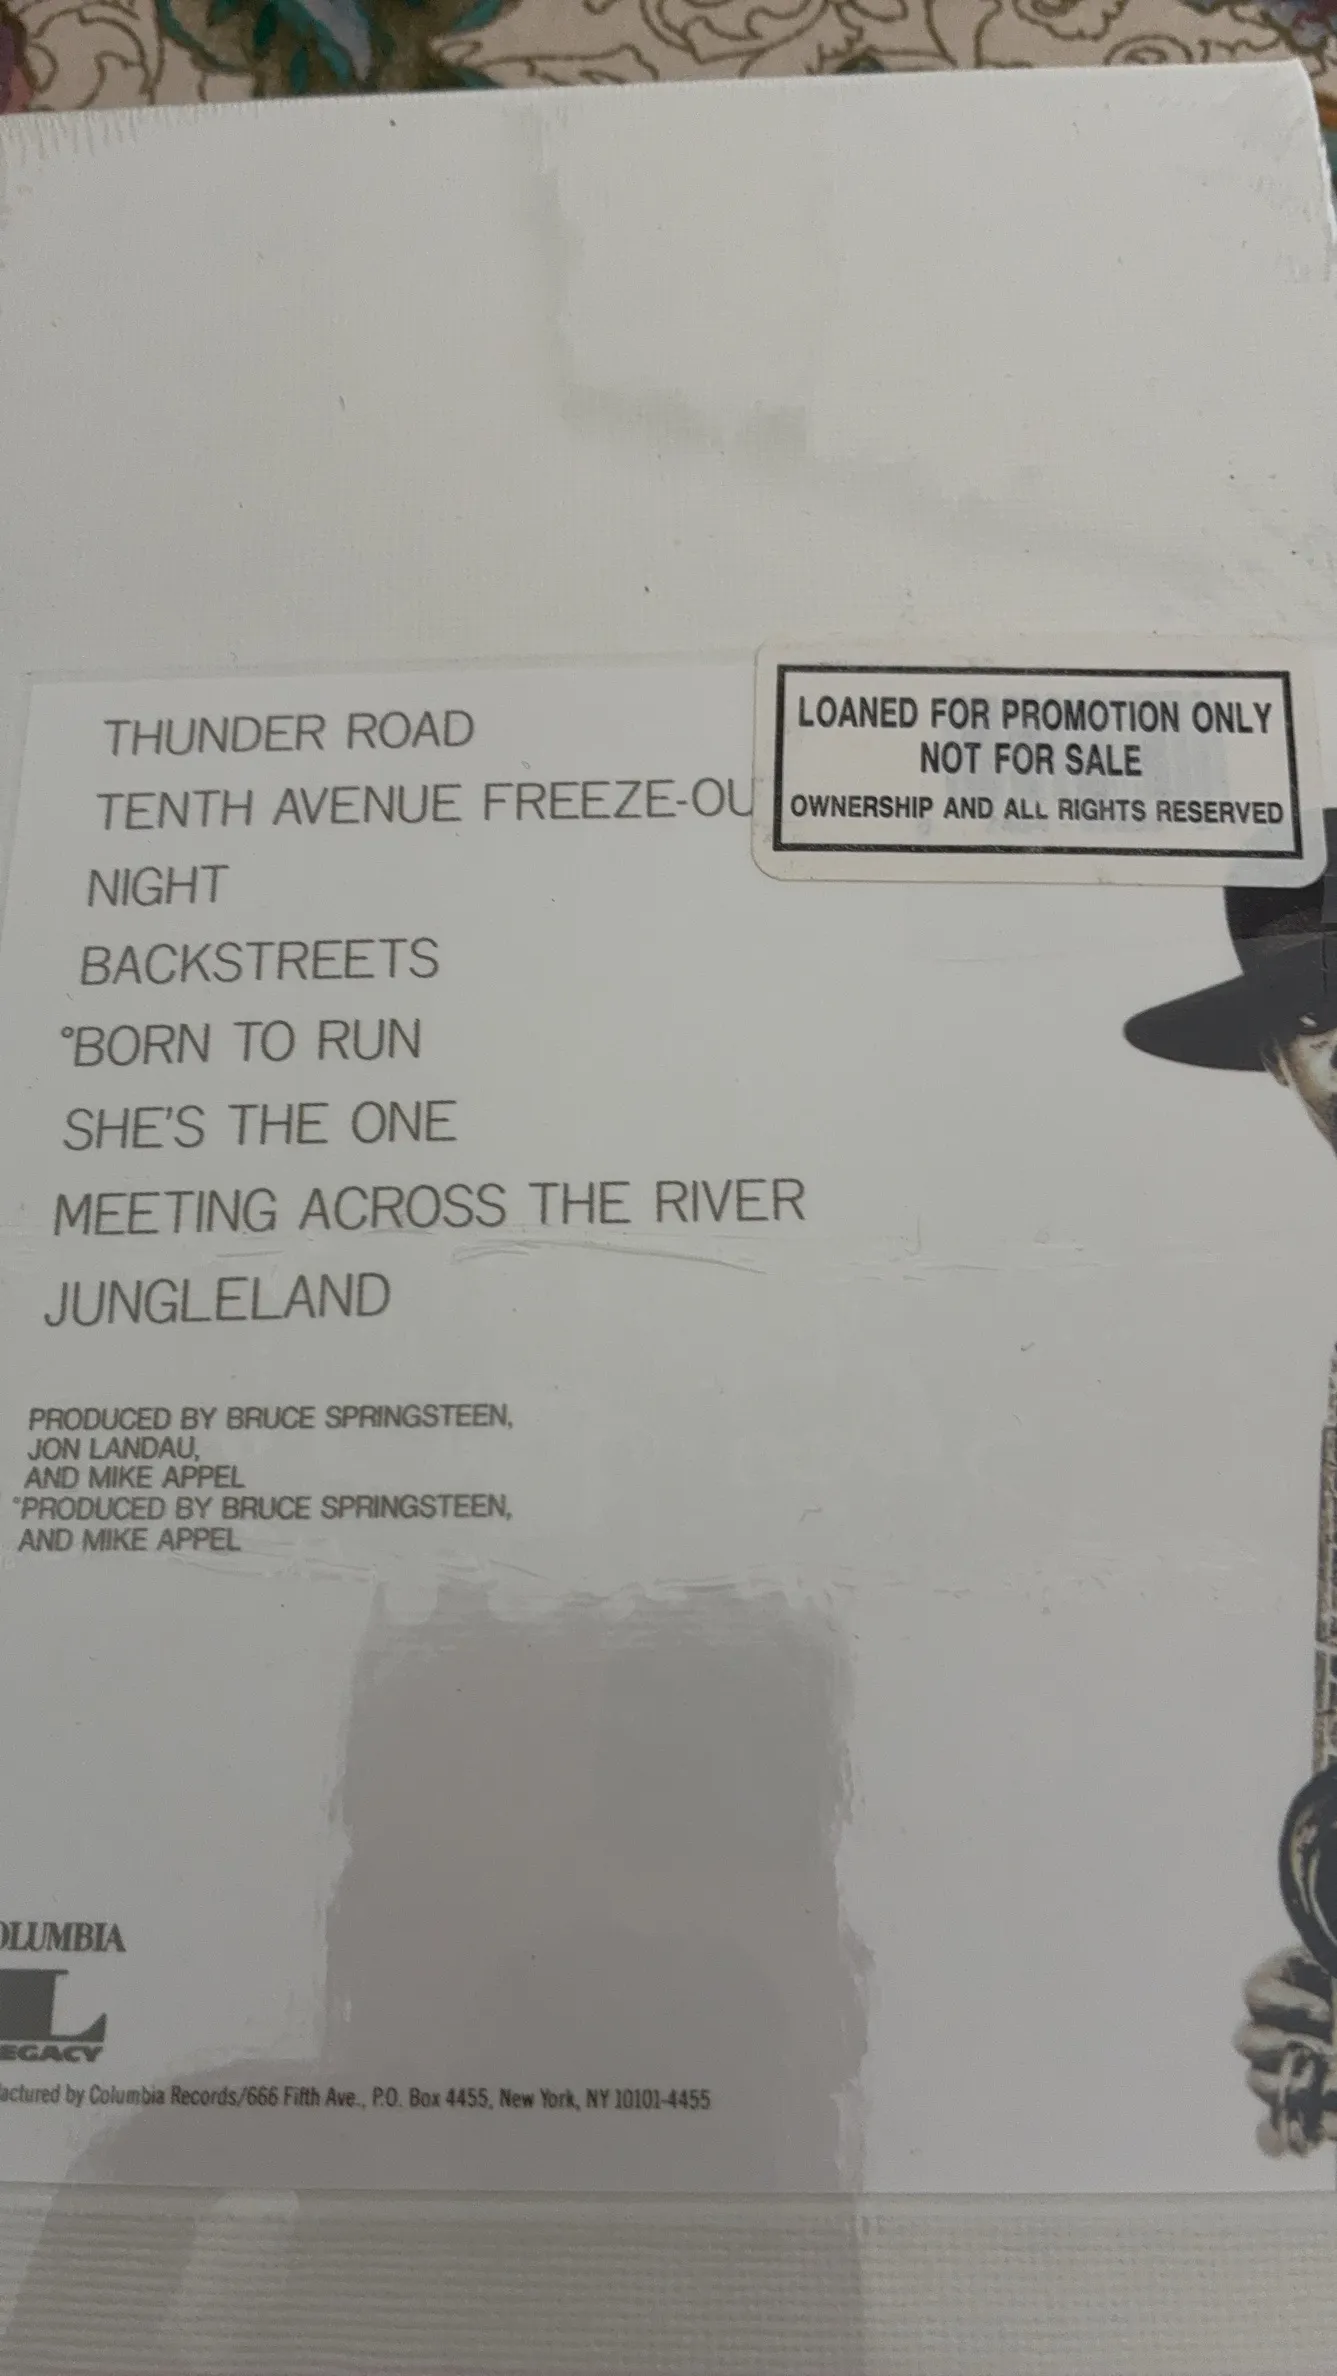 LOANED FOR PROMOTION ONLY
NOT FOR SALE
OWNERSHIP AND ALL RIGHTS RESERVED
THUNDER ROAD
TENTH AVENUE FREEZE-OU
NIGHT
BACKSTREETS
°BORN TO RUN
SHE'S THE ONE
MEETING ACROSS THE RIVER
JUNGLELAND
PRODUCED BY BRUCE SPRINGSTEEN,
JON LANDAU,
AND MIKE APPEL
°PRODUCED BY BRUCE SPRINGSTEEN,
AND MIKE APPEL
OLUMBIA
L
EGACY
actured by Columbia Records/666 Fifth Ave., P.O. Box 4455, New York, NY 10101-4455